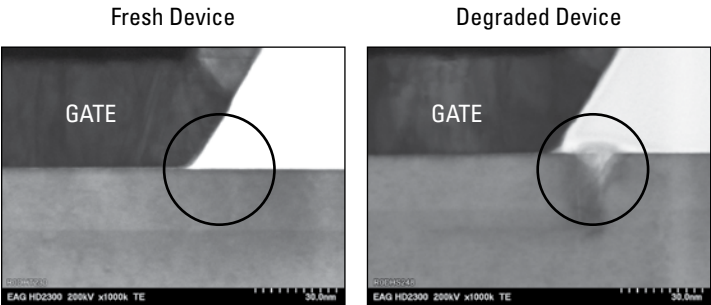 Fresh Device
Degraded Device
GATE
GATE
EAG HD2300 200kV x1000k TE
30.0nm
EAG HD2300 200kV x1000k TE
30.0nm